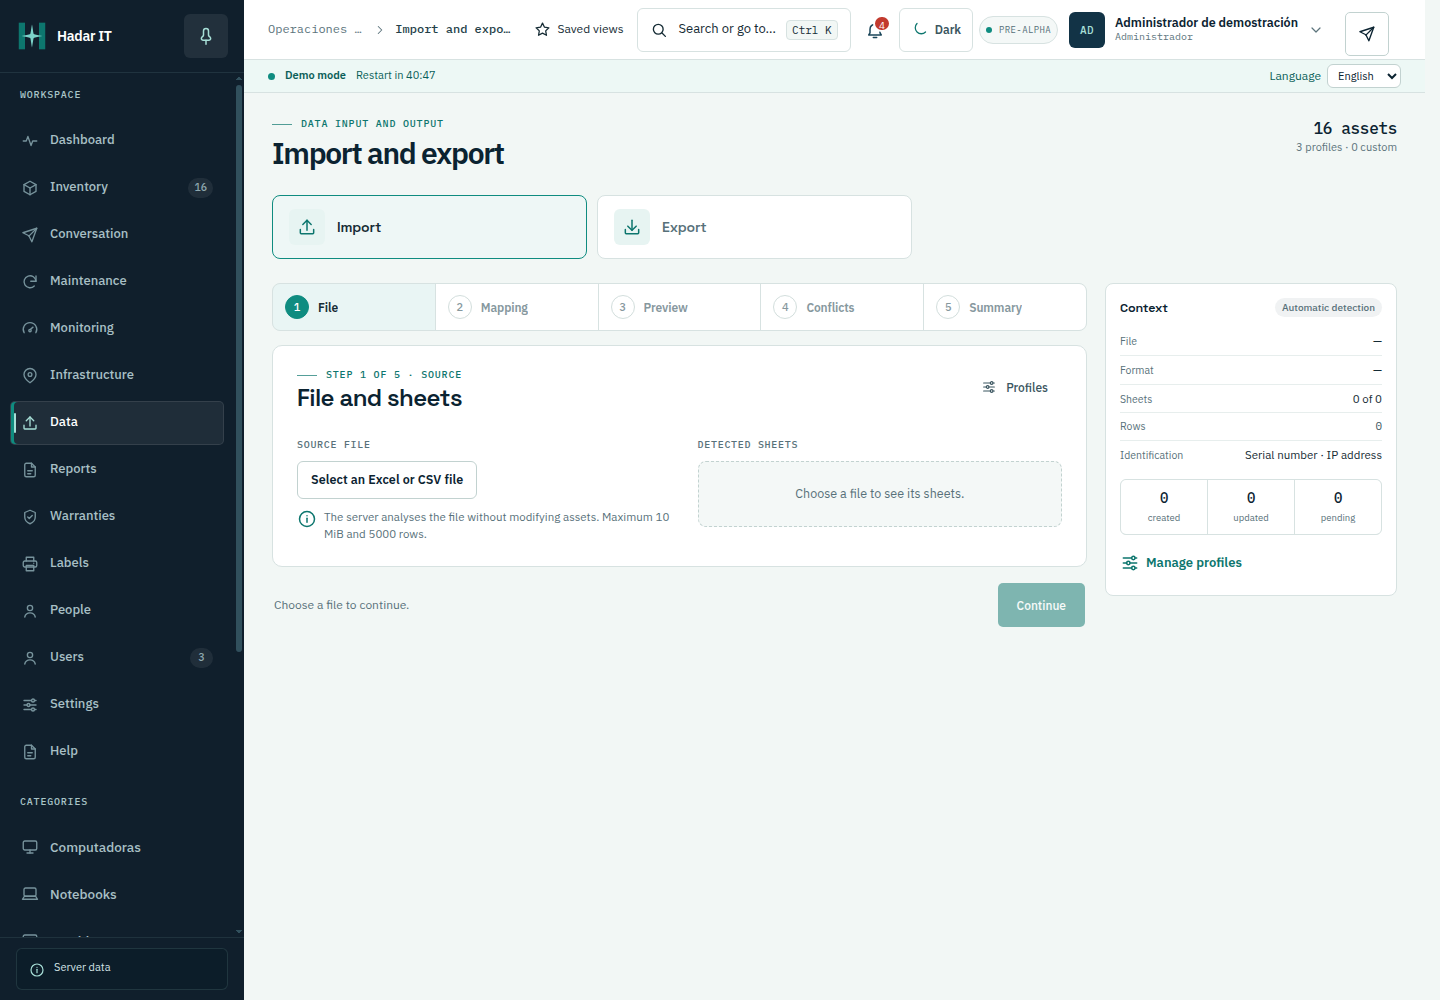 Hadar IT
WORKSPACE
Dashboard
Inventory 16
Conversation
Maintenance
Monitoring
Infrastructure
Data
Reports
Warranties
Labels
People
Users 3
Settings
Help
CATEGORIES
Computadoras
Notebooks
Server data
Operaciones … > Import and expo… Saved views Search or go to... Ctrl K 4 Dark PRE-ALPHA AD Administrador de demostración
Administrador
Demo mode Restart in 40:47 Language English
DATA INPUT AND OUTPUT
Import and export
16 assets
3 profiles · 0 custom
Import Export
1 File 2 Mapping 3 Preview 4 Conflicts 5 Summary
STEP 1 OF 5 · SOURCE
File and sheets
Profiles
SOURCE FILE
Select an Excel or CSV file
The server analyses the file without modifying assets. Maximum 10
MiB and 5000 rows.
DETECTED SHEETS
Choose a file to see its sheets.
Choose a file to continue. Continue
Context Automatic detection
File —
Format —
Sheets 0 of 0
Rows 0
Identification Serial number · IP address
0 0 0
created updated pending
Manage profiles